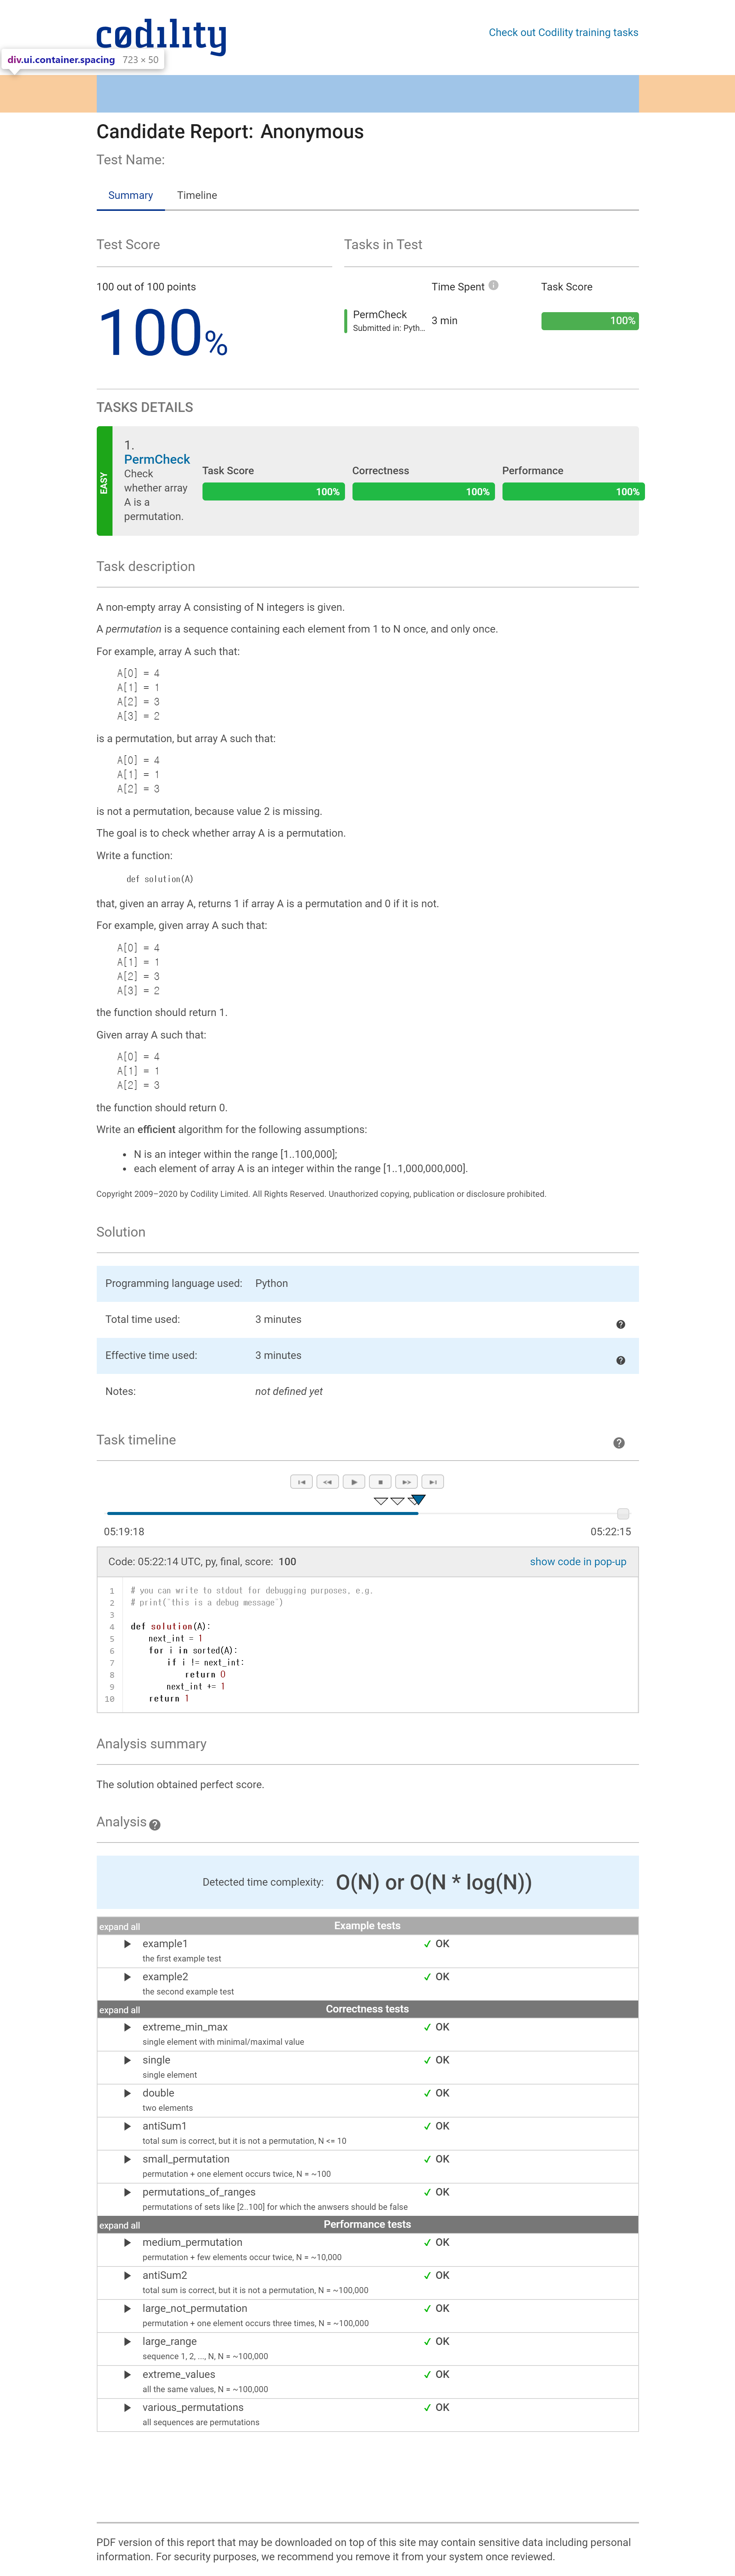 codility
Check out Codility training tasks
div.ui.container.spacing 723 × 50
Candidate Report: Anonymous
Test Name:
Summary Timeline
Test Score Tasks in Test
100 out of 100 points
Time Spent Task Score
100%
PermCheck
Submitted in: Pyth...
3 min
100%
TASKS DETAILS
EASY
1.
PermCheck
Check
whether array
A is a
permutation.
Task Score Correctness Performance
100% 100% 100%
Task description
A non-empty array A consisting of N integers is given.
A permutation is a sequence containing each element from 1 to N once, and only once.
For example, array A such that:
A[0] = 4
A[1] = 1
A[2] = 3
A[3] = 2
is a permutation, but array A such that:
A[0] = 4
A[1] = 1
A[2] = 3
is not a permutation, because value 2 is missing.
The goal is to check whether array A is a permutation.
Write a function:
def solution(A)
that, given an array A, returns 1 if array A is a permutation and 0 if it is not.
For example, given array A such that:
A[0] = 4
A[1] = 1
A[2] = 3
A[3] = 2
the function should return 1.
Given array A such that:
A[0] = 4
A[1] = 1
A[2] = 3
the function should return 0.
Write an efficient algorithm for the following assumptions:
• N is an integer within the range [1..100,000];
• each element of array A is an integer within the range [1..1,000,000,000].
Copyright 2009–2020 by Codility Limited. All Rights Reserved. Unauthorized copying, publication or disclosure prohibited.
Solution
Programming language used: Python
Total time used: 3 minutes
Effective time used: 3 minutes
Notes: not defined yet
Task timeline
05:19:18 05:22:15
Code: 05:22:14 UTC, py, final, score: 100
show code in pop-up
1 # you can write to stdout for debugging purposes, e.g.
2 # print("this is a debug message")
3
4 def solution(A):
5 next_int = 1
6 for i in sorted(A):
7 if i != next_int:
8 return 0
9 next_int += 1
10 return 1
Analysis summary
The solution obtained perfect score.
Analysis
Detected time complexity: O(N) or O(N * log(N))
expand all Example tests
example1 ✓ OK
the first example test
example2 ✓ OK
the second example test
expand all Correctness tests
extreme_min_max ✓ OK
single element with minimal/maximal value
single ✓ OK
single element
double ✓ OK
two elements
antiSum1 ✓ OK
total sum is correct, but it is not a permutation, N <= 10
small_permutation ✓ OK
permutation + one element occurs twice, N = ~100
permutations_of_ranges ✓ OK
permutations of sets like [2..100] for which the anwsers should be false
expand all Performance tests
medium_permutation ✓ OK
permutation + few elements occur twice, N = ~10,000
antiSum2 ✓ OK
total sum is correct, but it is not a permutation, N = ~100,000
large_not_permutation ✓ OK
permutation + one element occurs three times, N = ~100,000
large_range ✓ OK
sequence 1, 2, ..., N, N = ~100,000
extreme_values ✓ OK
all the same values, N = ~100,000
various_permutations ✓ OK
all sequences are permutations
PDF version of this report that may be downloaded on top of this site may contain sensitive data including personal
information. For security purposes, we recommend you remove it from your system once reviewed.